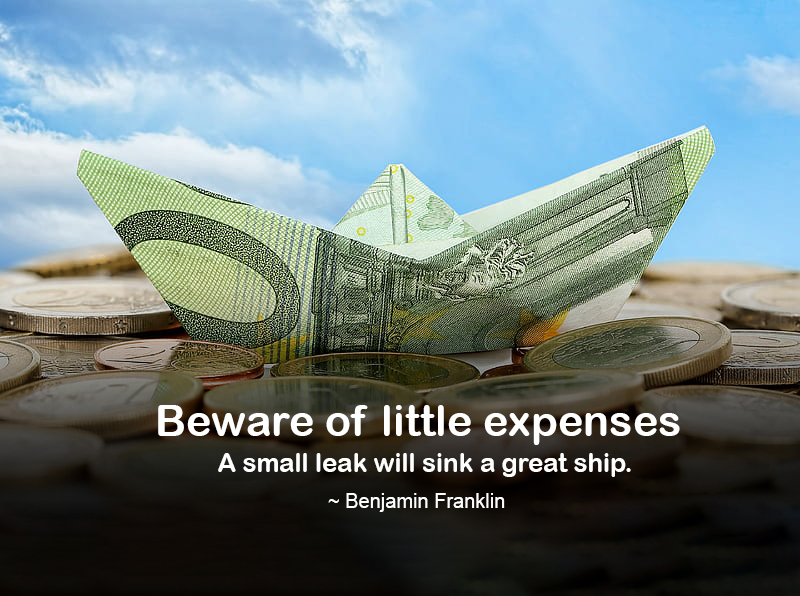 Beware of little expenses
A small leak will sink a great ship.
~ Benjamin Franklin